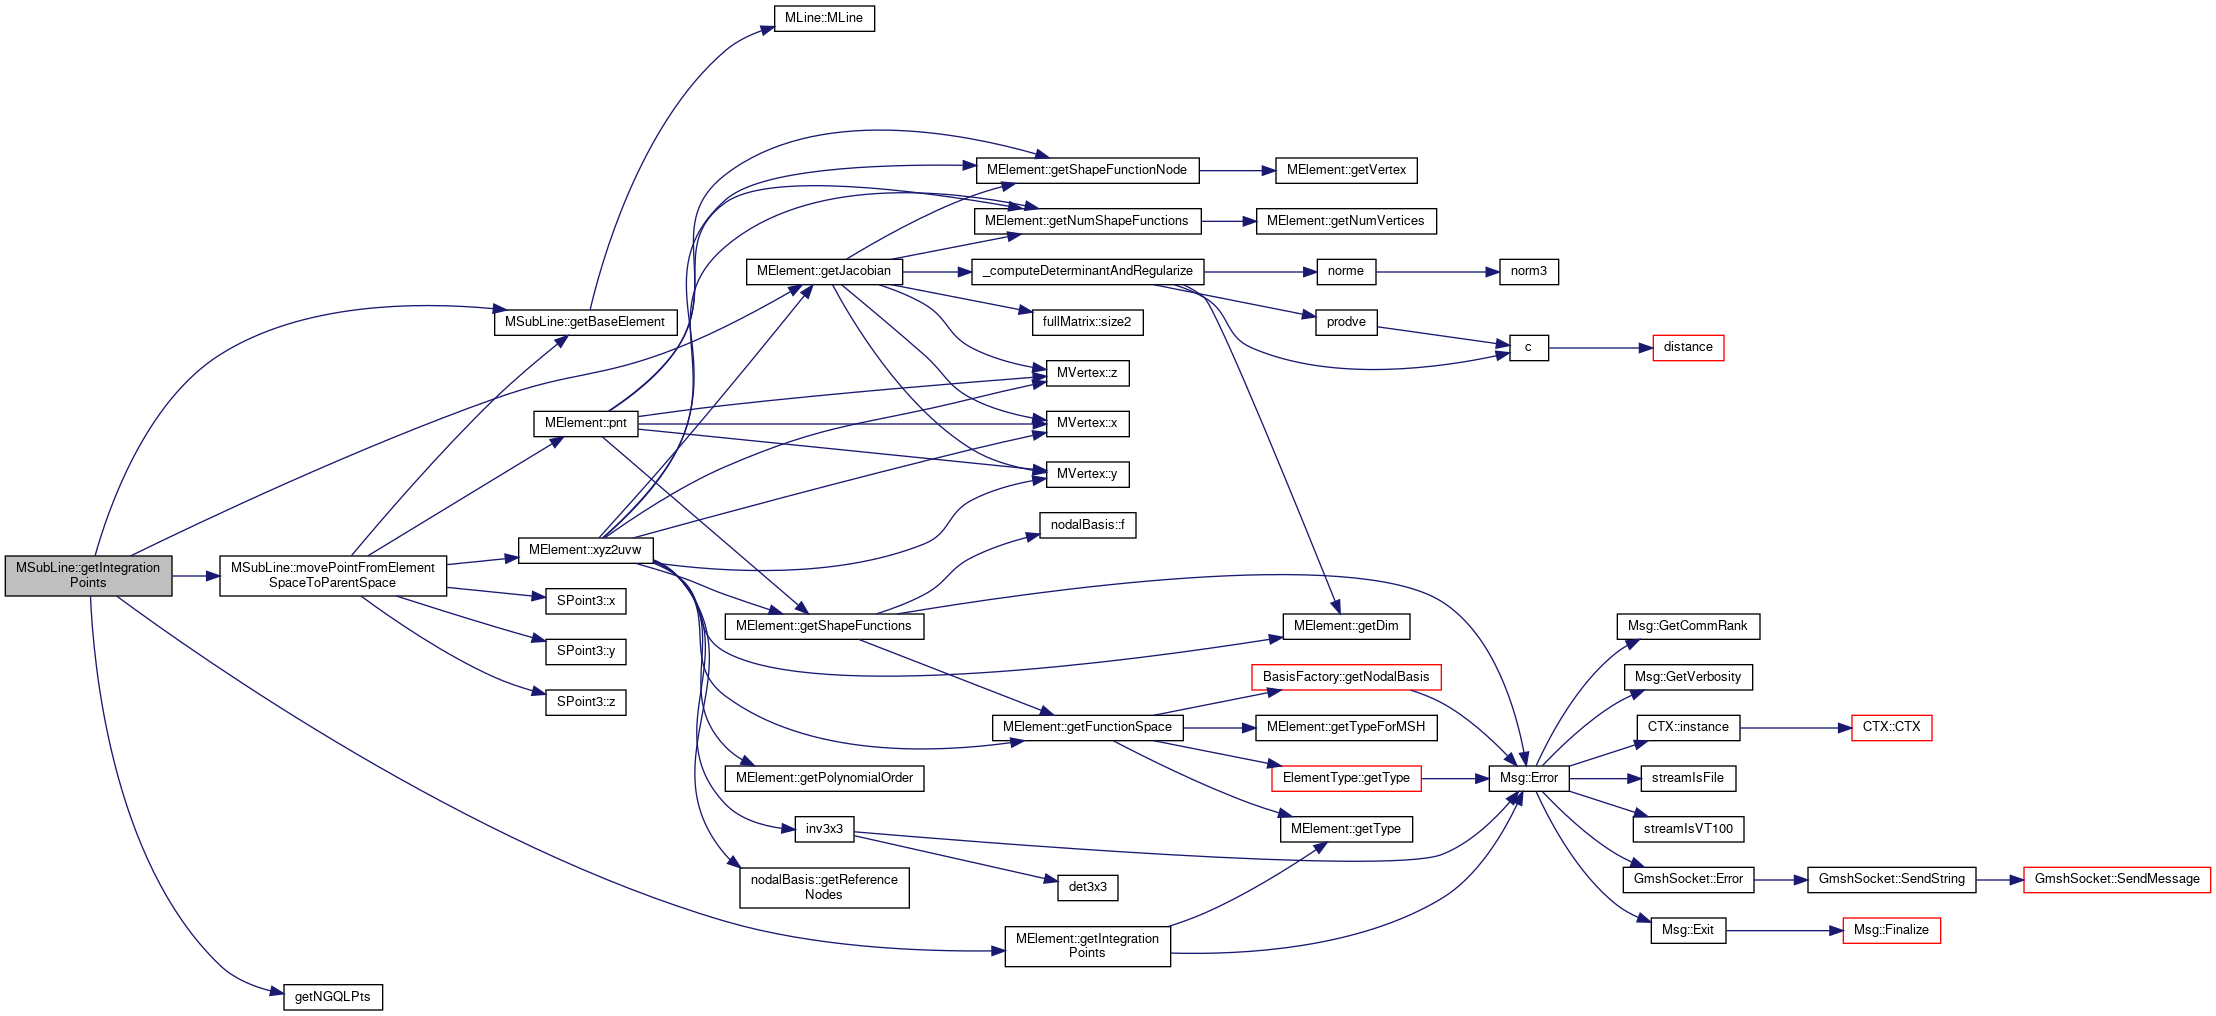 MLine::MLine
MElement::getShapeFunctionNode
MElement::getVertex
MElement::getNumShapeFunctions
MElement::getNumVertices
MElement::getJacobian
_computeDeterminantAndRegularize
norme
norm3
MSubLine::getBaseElement
fullMatrix::size2
prodve
c
distance
MVertex::z
MElement::pnt
MVertex::x
MVertex::y
nodalBasis::f
MElement::xyz2uvw
MSubLine::getIntegration
Points
MSubLine::movePointFromElement
SpaceToParentSpace
SPoint3::x
MElement::getShapeFunctions
MElement::getDim
Msg::GetCommRank
SPoint3::y
BasisFactory::getNodalBasis
Msg::GetVerbosity
SPoint3::z
MElement::getFunctionSpace
MElement::getTypeForMSH
CTX::instance
CTX::CTX
MElement::getPolynomialOrder
ElementType::getType
Msg::Error
streamIsFile
inv3x3
MElement::getType
streamIsVT100
nodalBasis::getReference
Nodes
det3x3
GmshSocket::Error
GmshSocket::SendString
GmshSocket::SendMessage
MElement::getIntegration
Points
Msg::Exit
Msg::Finalize
getNGQLPts